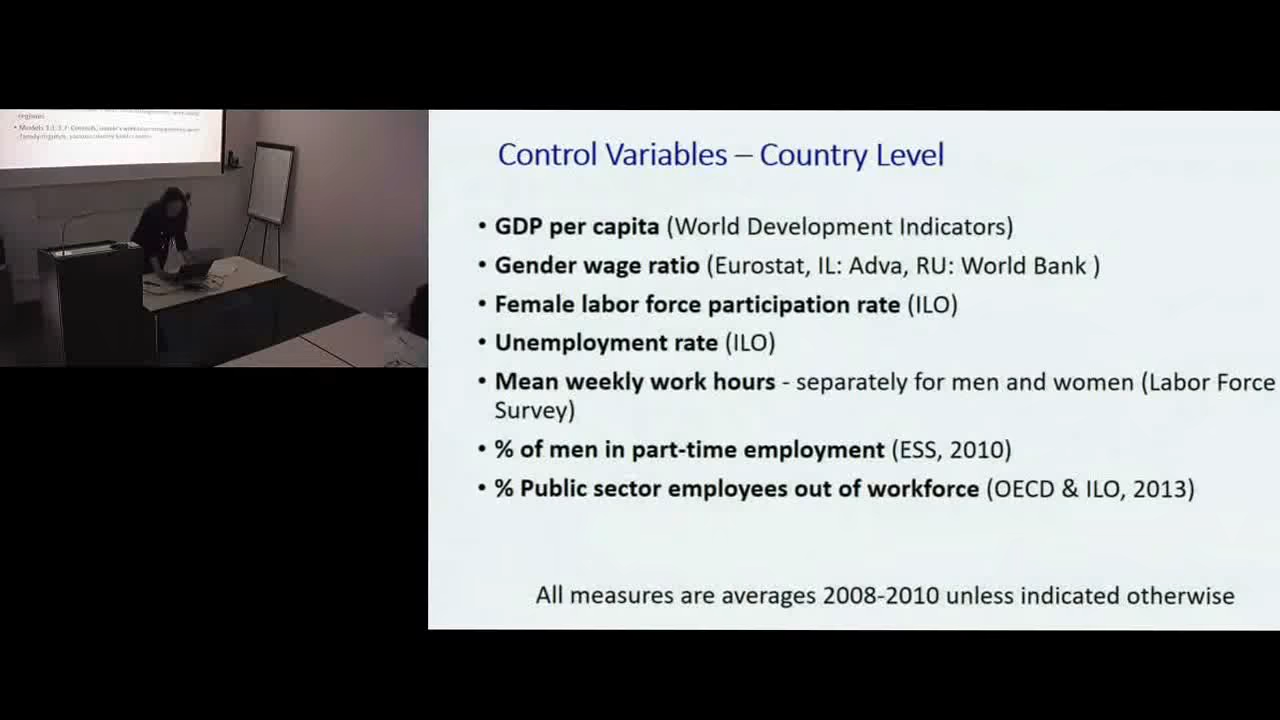 regimes
Control Variables – Country Level
• GDP per capita (World Development Indicators)
• Gender wage ratio (Eurostat, IL: Adva, RU: World Bank )
• Female labor force participation rate (ILO)
• Unemployment rate (ILO)
• Mean weekly work hours - separately for men and women (Labor Force
Survey)
• % of men in part-time employment (ESS, 2010)
• % Public sector employees out of workforce (OECD & ILO, 2013)
All measures are averages 2008-2010 unless indicated otherwise